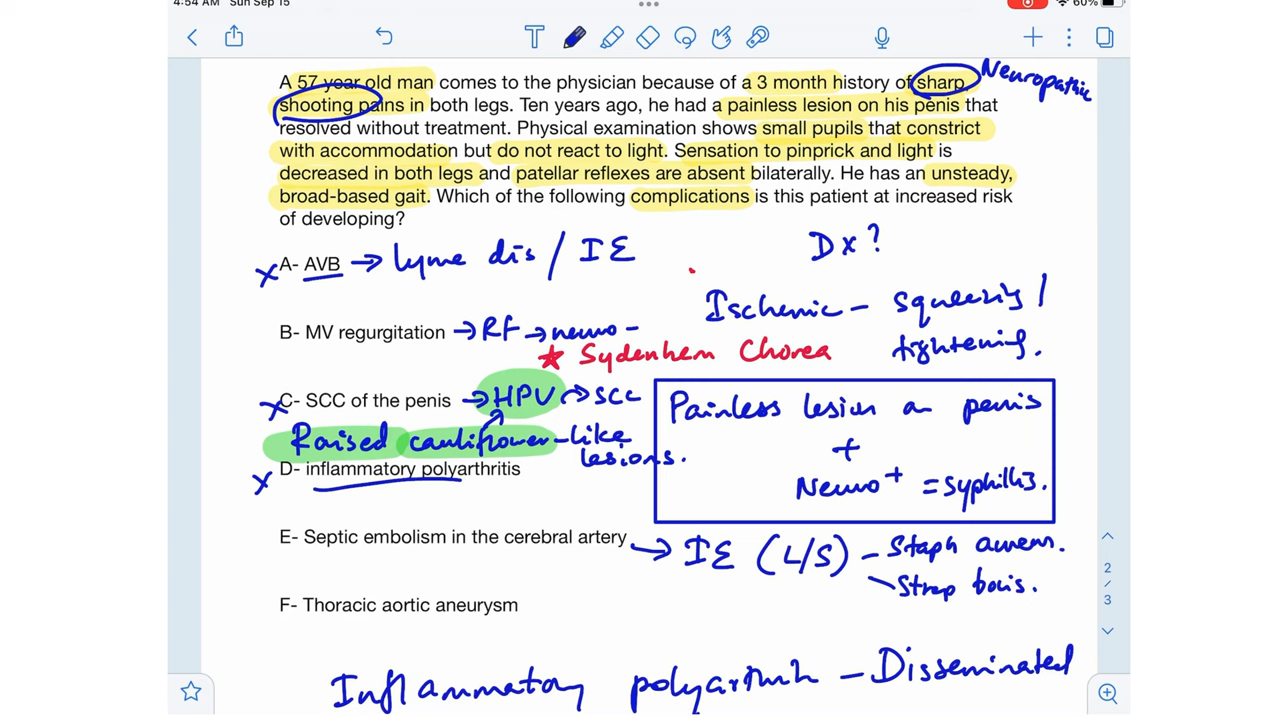 4:54 AM Sun Sep 15
60%
A 57 year old man comes to the physician because of a 3 month history of sharp, Neuropathic
shooting pains in both legs. Ten years ago, he had a painless lesion on his penis that
resolved without treatment. Physical examination shows small pupils that constrict
with accommodation but do not react to light. Sensation to pinprick and light is
decreased in both legs and patellar reflexes are absent bilaterally. He has an unsteady,
broad-based gait. Which of the following complications is this patient at increased risk
of developing?
Dx?
x A- AVB → Lyme dis / IE
Ischemic - squeezing /
tightening.
B- MV regurgitation → RF → neuro -
★ Sydenhem Chorea
x C- SCC of the penis → HPV → SCC
Raised cauliflower-like
lesions.
Painless lesion on penis
+
Neuro + = syphillis.
x D- inflammatory polyarthritis
E- Septic embolism in the cerebral artery → IE (L/S) - Staph aureus.
Strep bovis.
F- Thoracic aortic aneurysm
2
/
3
Inflammatory polyarthritis - Disseminated